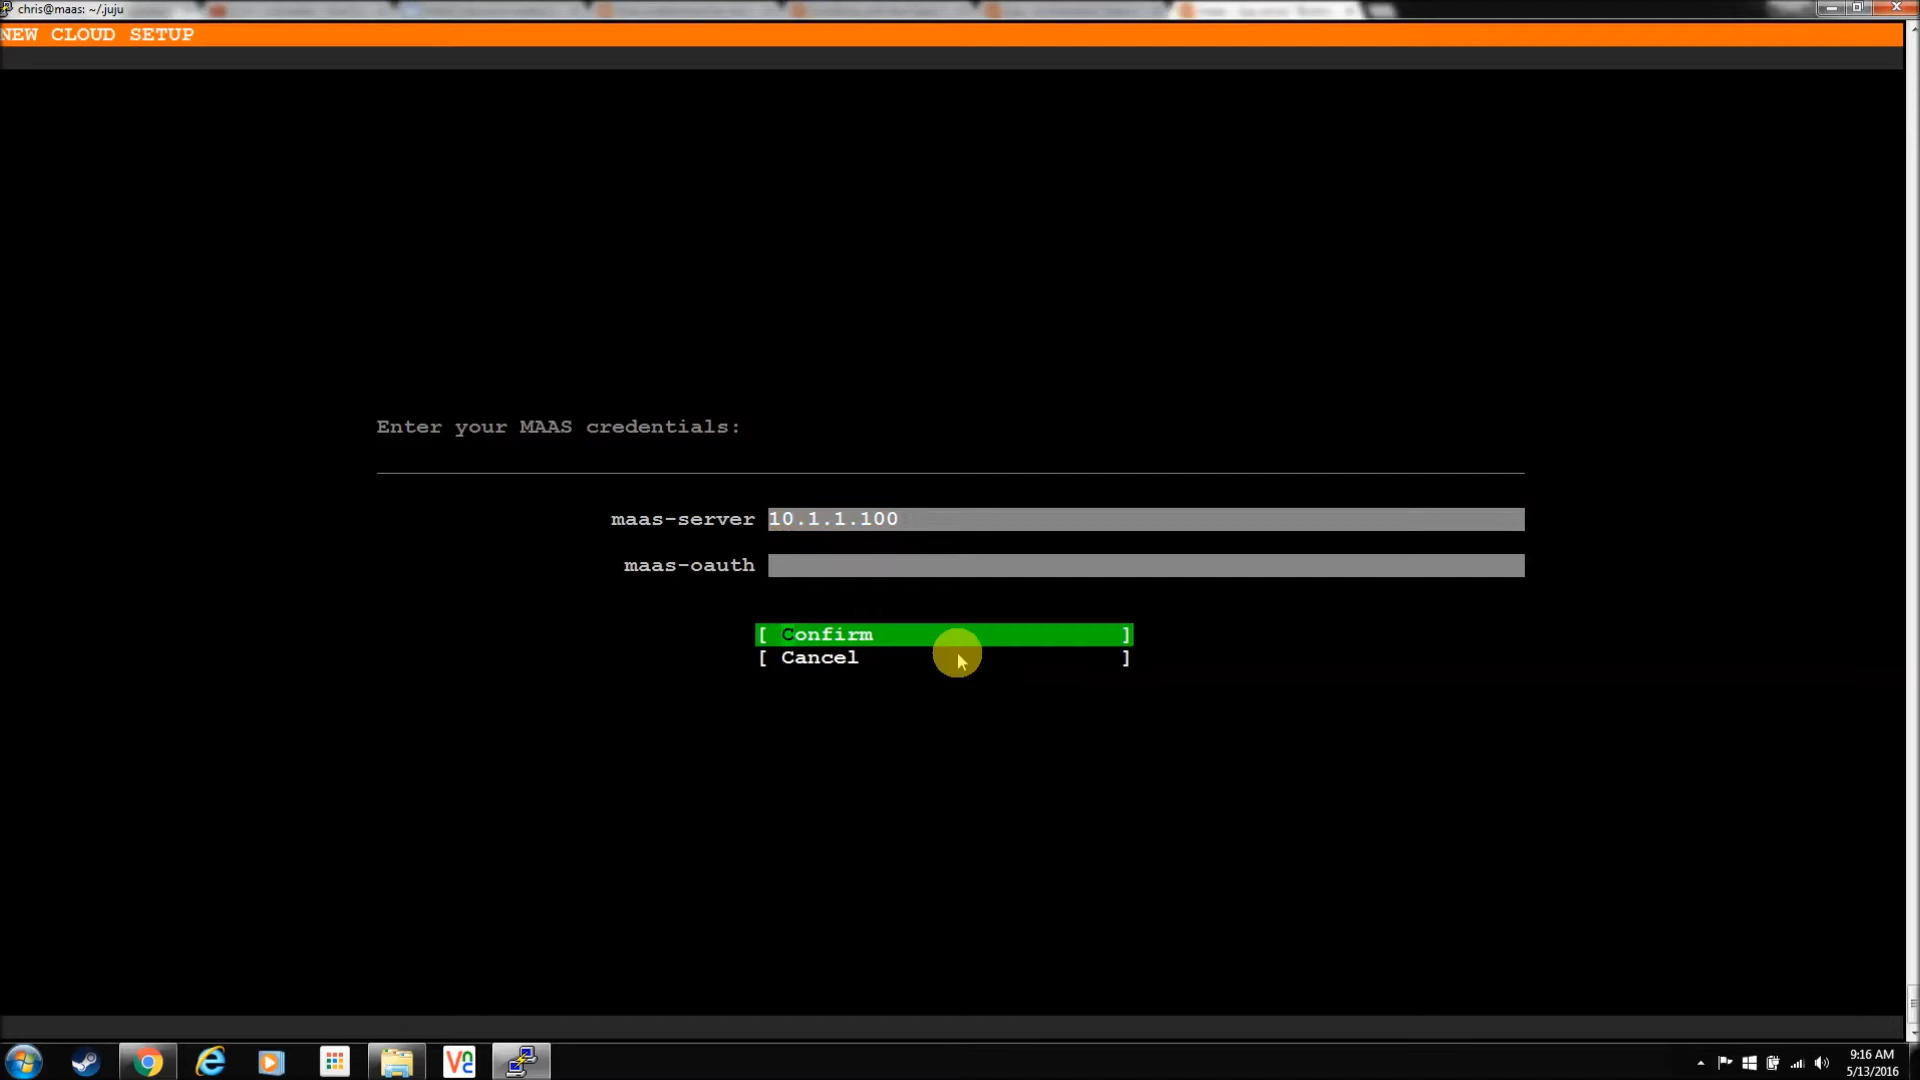 chris@maas: ~/.juju
NEW CLOUD SETUP
Enter your MAAS credentials:
maas-server 10.1.1.100
maas-oauth
[ Confirm ]
[ Cancel ]
9:16 AM
5/13/2016